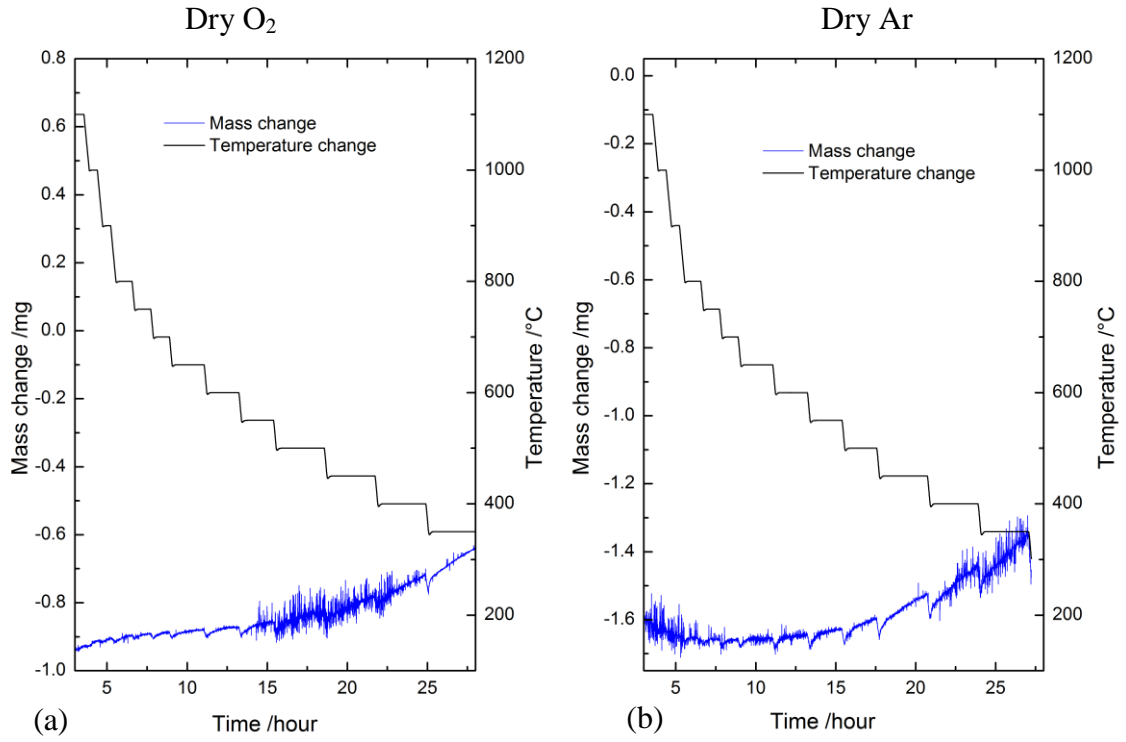 Dry O₂
0.8
0.6
0.4
0.2
0.0
-0.2
-0.4
-0.6
-0.8
-1.0
Mass change /mg
Mass change
Temperature change
1200
1000
800
600
400
200
Temperature /°C
5 10 15 20 25
Time /hour
(a)
Dry Ar
0.0
-0.2
-0.4
-0.6
-0.8
-1.0
-1.2
-1.4
-1.6
Mass change /mg
Mass change
Temperature change
1200
1000
800
600
400
200
Temperature /°C
5 10 15 20 25
Time /hour
(b)